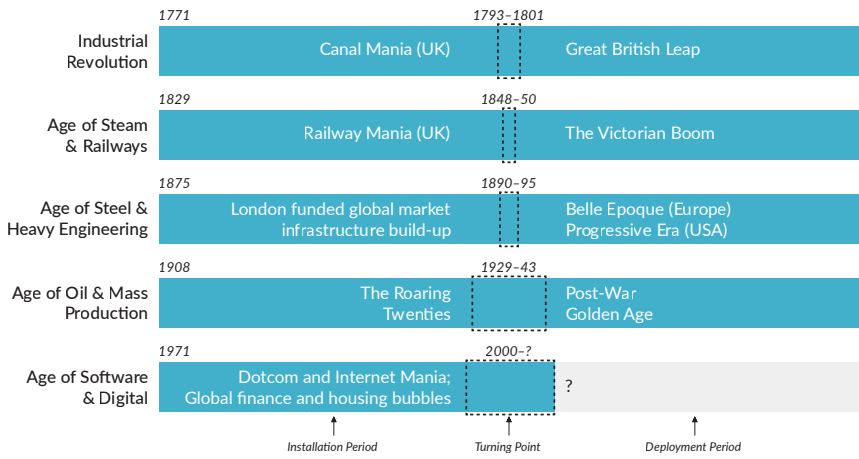 1771
1793–1801
Industrial
Revolution
Canal Mania (UK)
Great British Leap
1829
1848–50
Age of Steam
& Railways
Railway Mania (UK)
The Victorian Boom
1875
1890–95
Age of Steel &
Heavy Engineering
London funded global market
infrastructure build-up
Belle Epoque (Europe)
Progressive Era (USA)
1908
1929–43
Age of Oil & Mass
Production
The Roaring
Twenties
Post-War
Golden Age
1971
2000–?
Age of Software
& Digital
Dotcom and Internet Mania;
Global finance and housing bubbles
?
Installation Period
Turning Point
Deployment Period